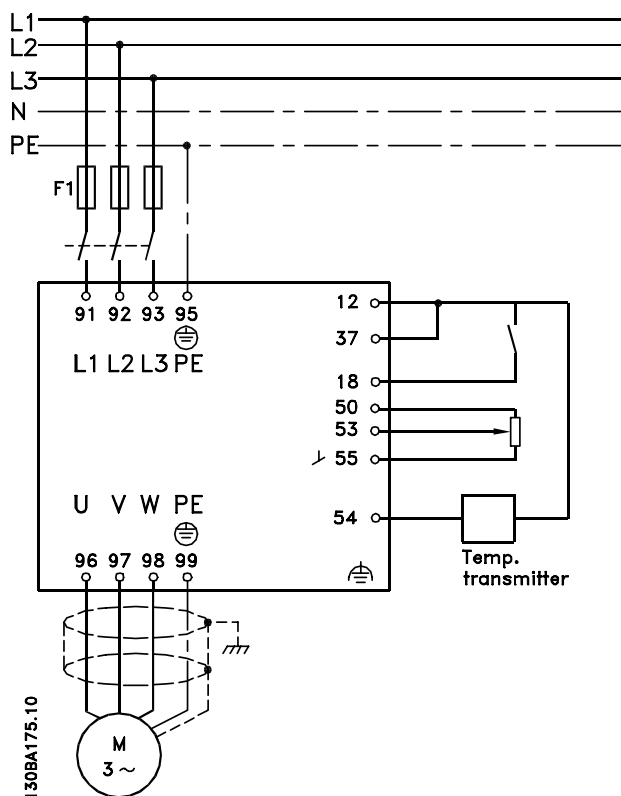 L1
L2
L3
N
PE
F1
91 92 93 95
L1 L2 L3 PE
12
37
18
50
53
55
54
Temp.
transmitter
U V W PE
96 97 98 99
M
3 ~
130BA175.10